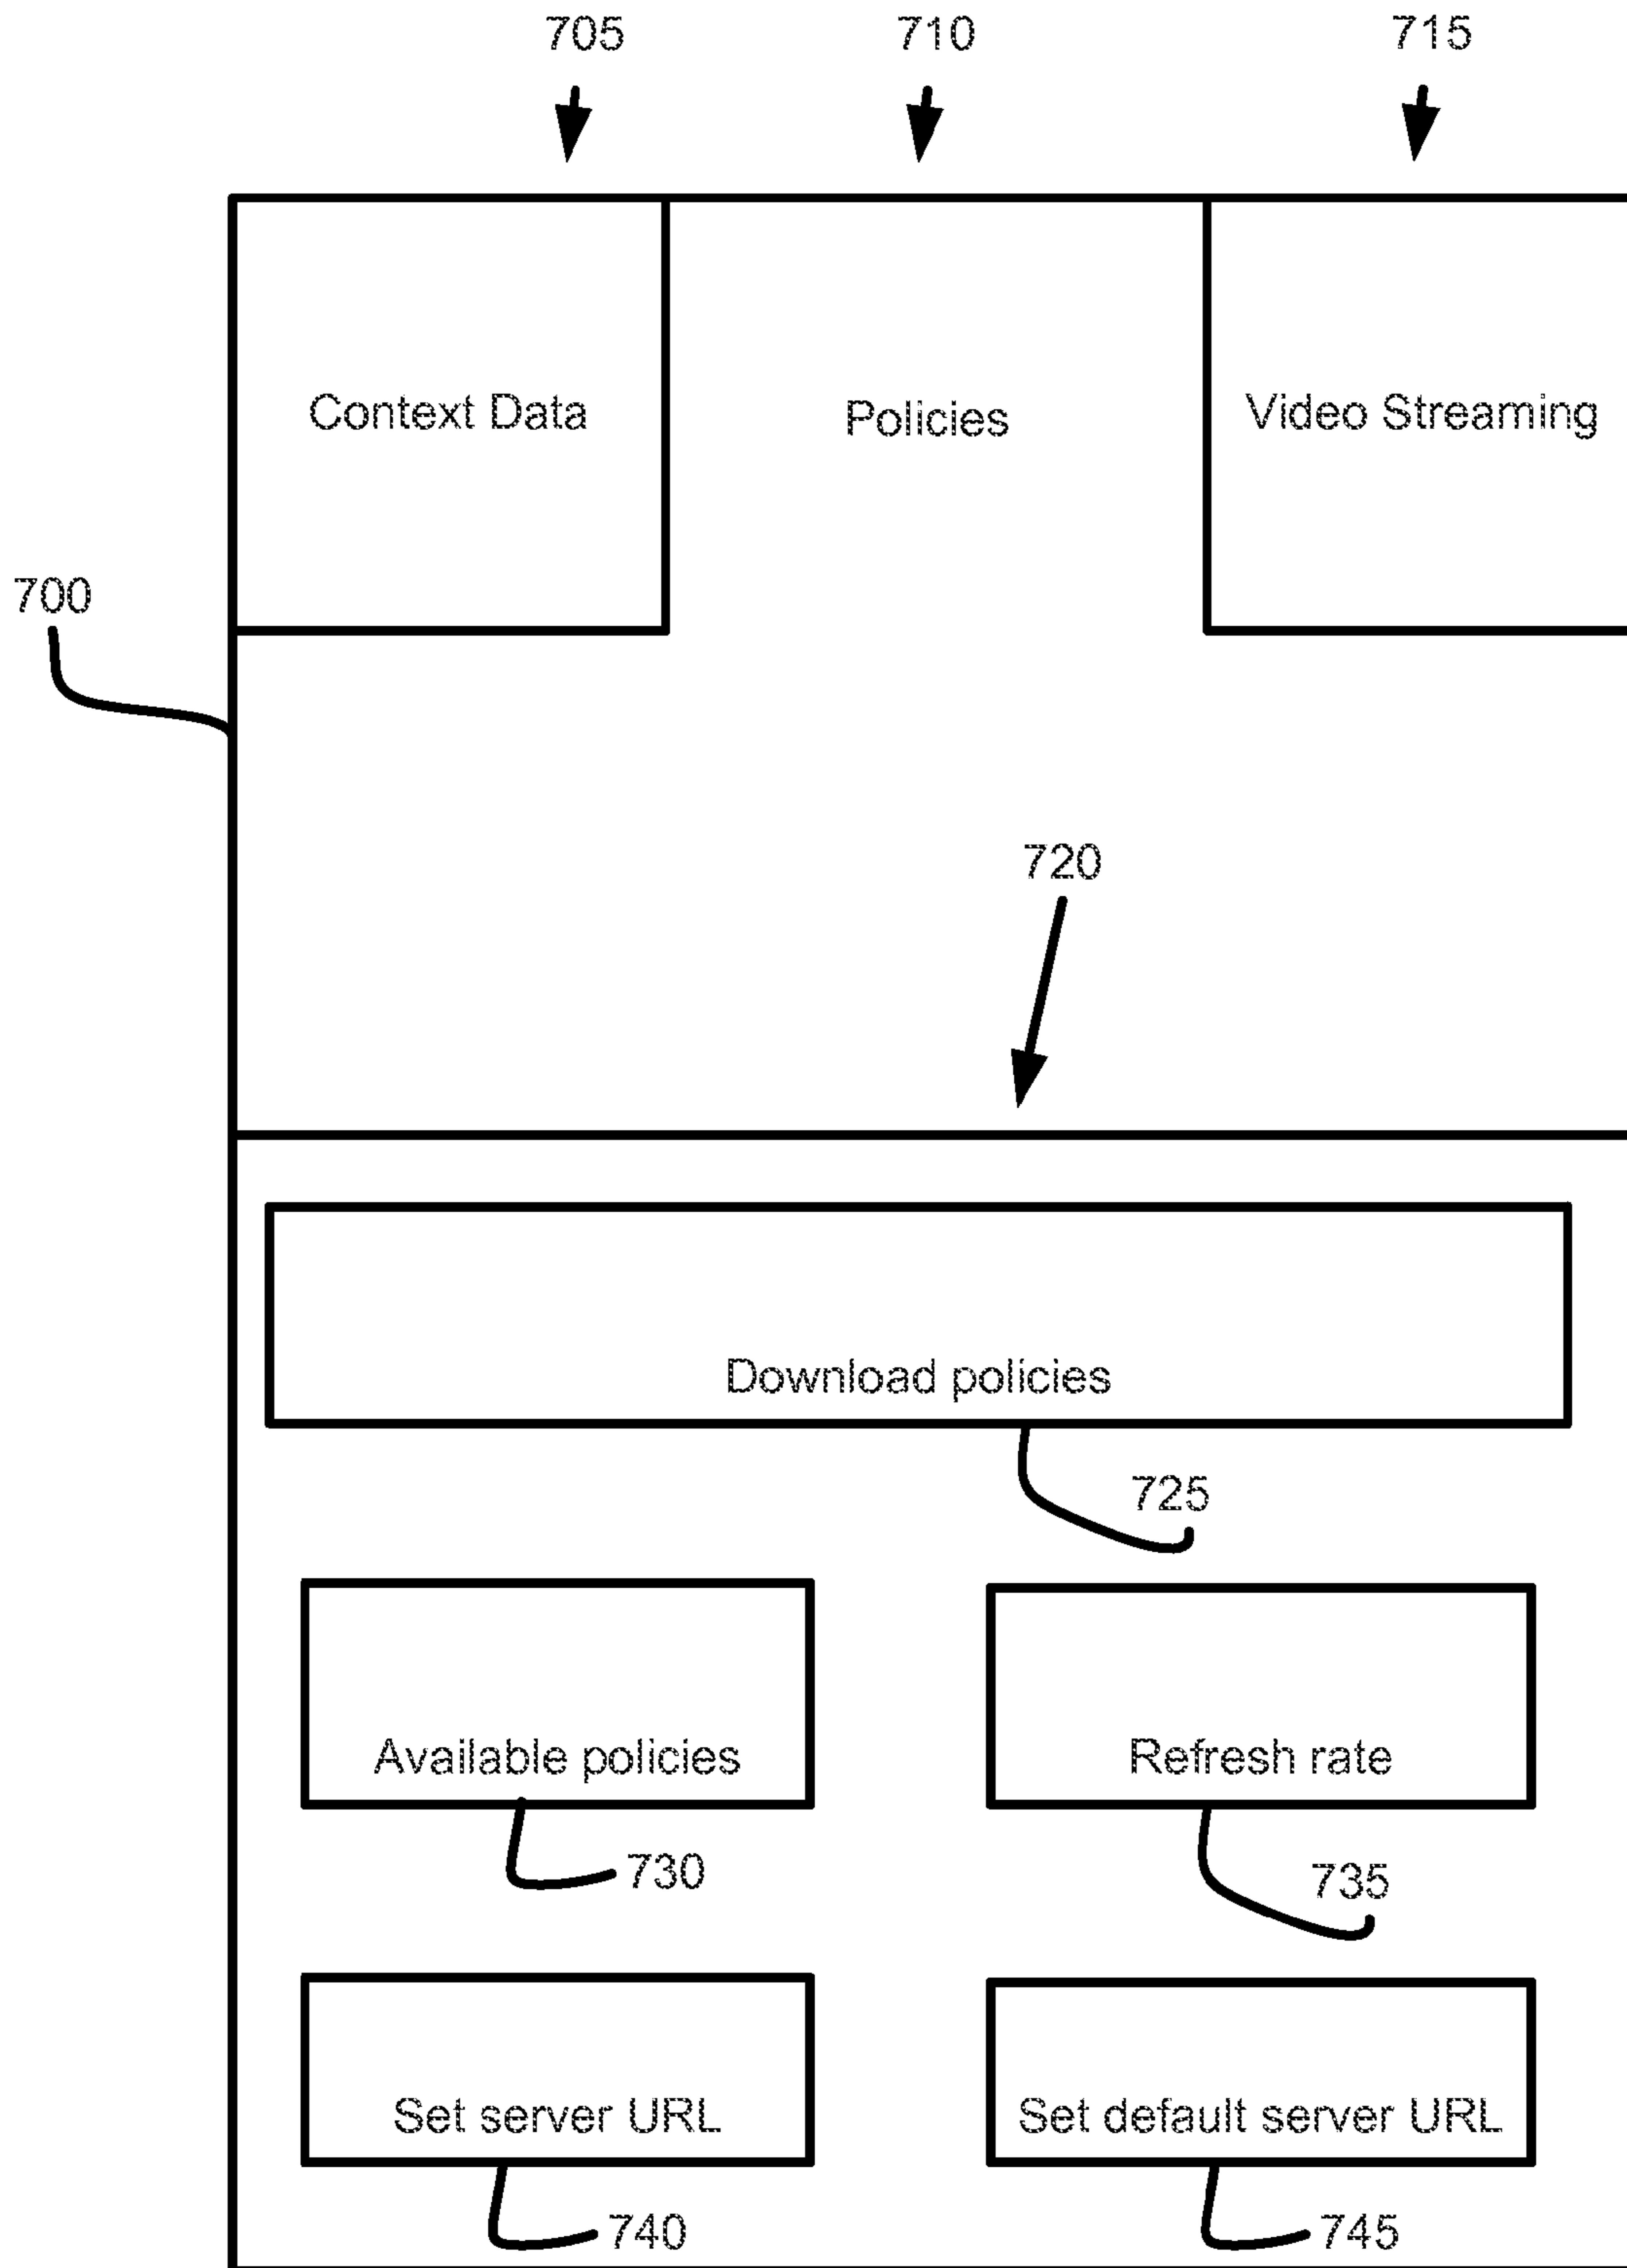 705
710
715
Context Data
Policies
Video Streaming
700
720
Download policies
725
Available policies
Refresh rate
730
735
Set server URL
Set default server URL
740
745